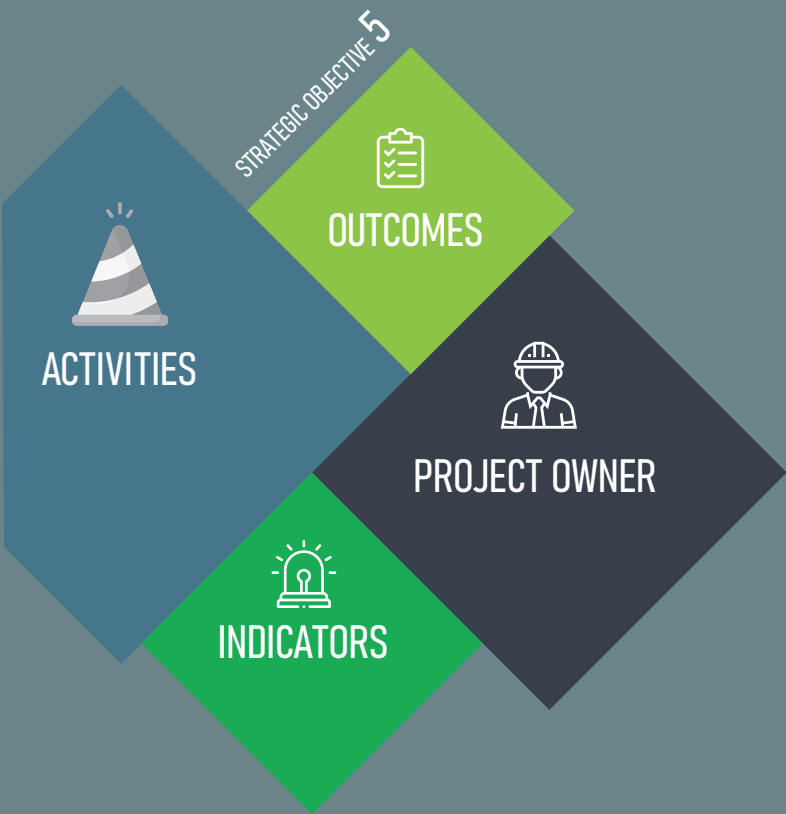 STRATEGIC OBJECTIVE 5
OUTCOMES
ACTIVITIES
PROJECT OWNER
INDICATORS